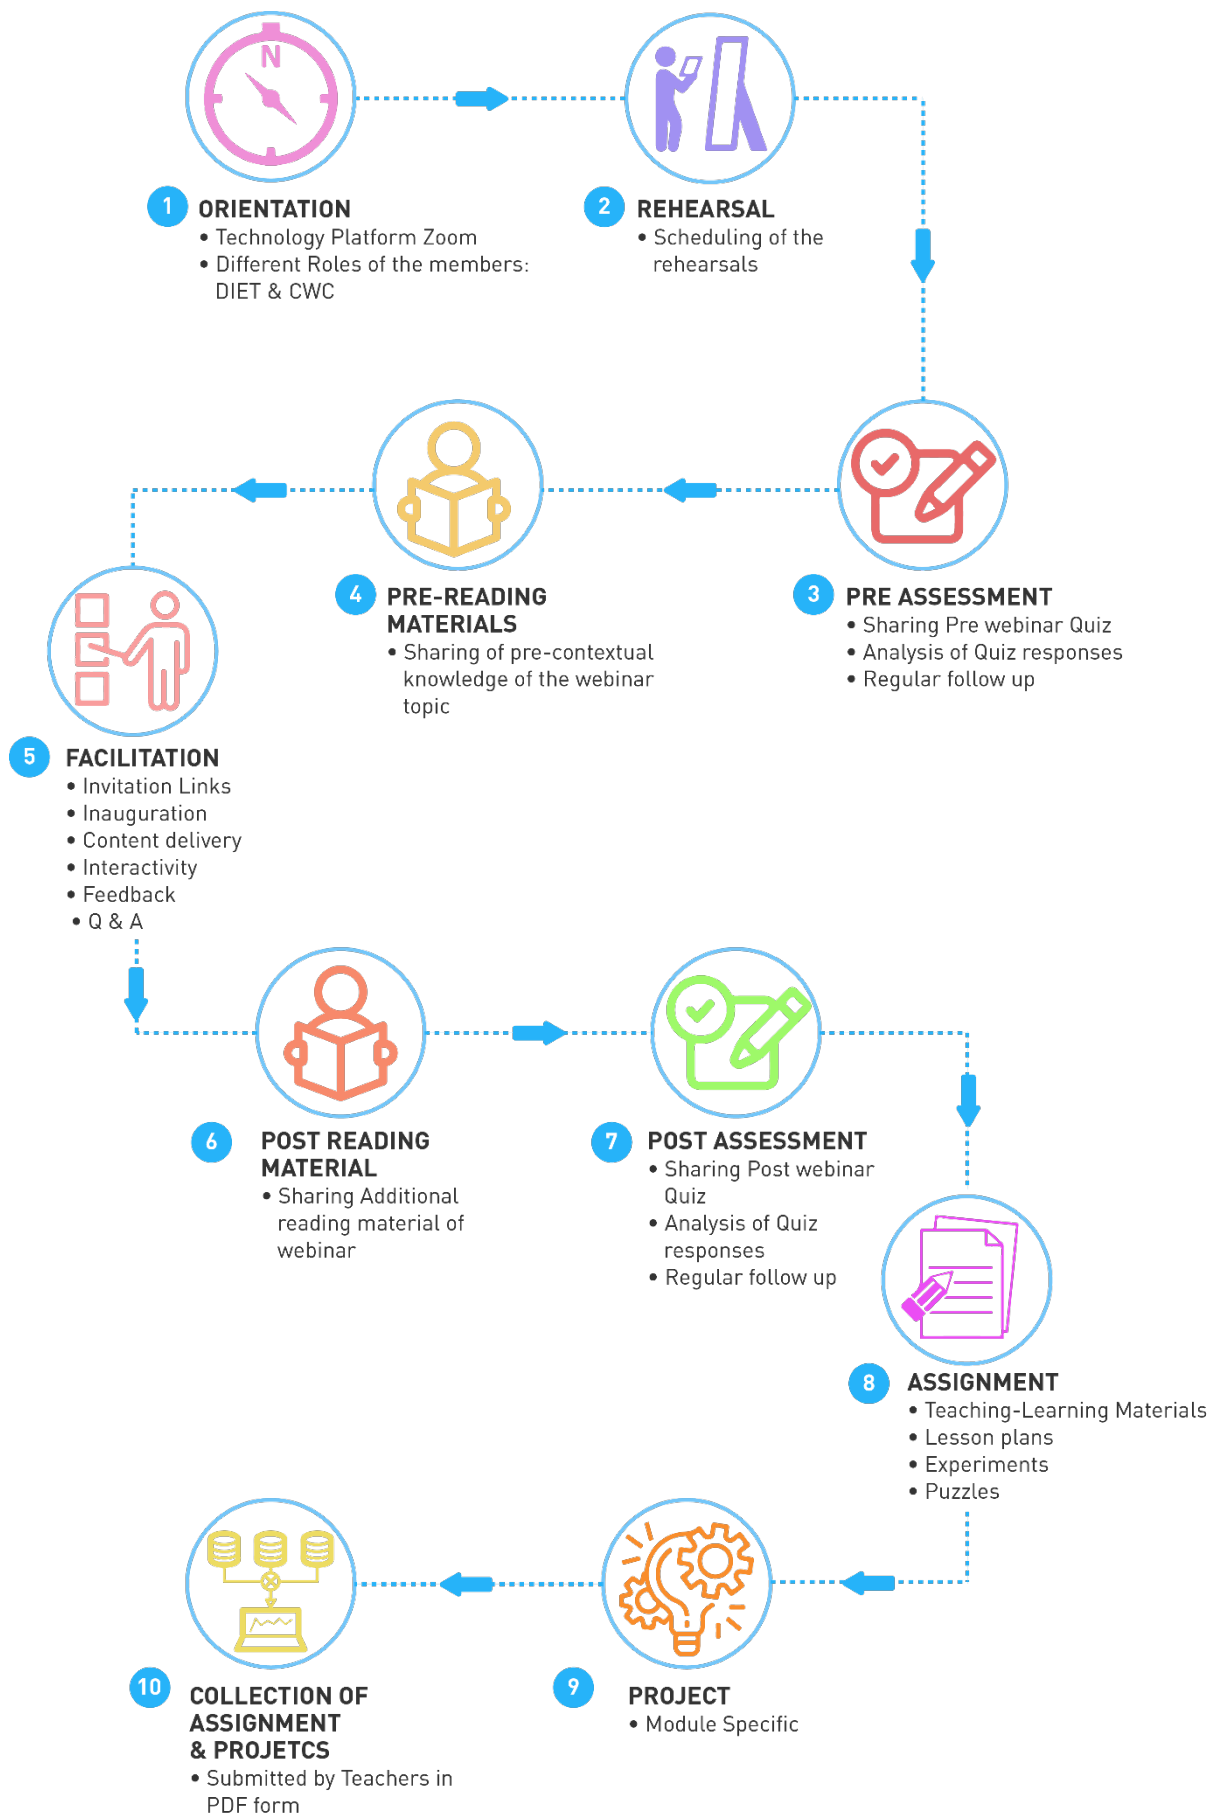 N
1 ORIENTATION
• Technology Platform Zoom
• Different Roles of the members:
DIET & CWC
2 REHEARSAL
• Scheduling of the
rehearsals
3 PRE ASSESSMENT
• Sharing Pre webinar Quiz
• Analysis of Quiz responses
• Regular follow up
4 PRE-READING
MATERIALS
• Sharing of pre-contextual
knowledge of the webinar
topic
5 FACILITATION
• Invitation Links
• Inauguration
• Content delivery
• Interactivity
• Feedback
• Q & A
6 POST READING
MATERIAL
• Sharing Additional
reading material of
webinar
7 POST ASSESSMENT
• Sharing Post webinar
Quiz
• Analysis of Quiz
responses
• Regular follow up
8 ASSIGNMENT
• Teaching-Learning Materials
• Lesson plans
• Experiments
• Puzzles
9 PROJECT
• Module Specific
10 COLLECTION OF
ASSIGNMENT
& PROJETCS
• Submitted by Teachers in
PDF form